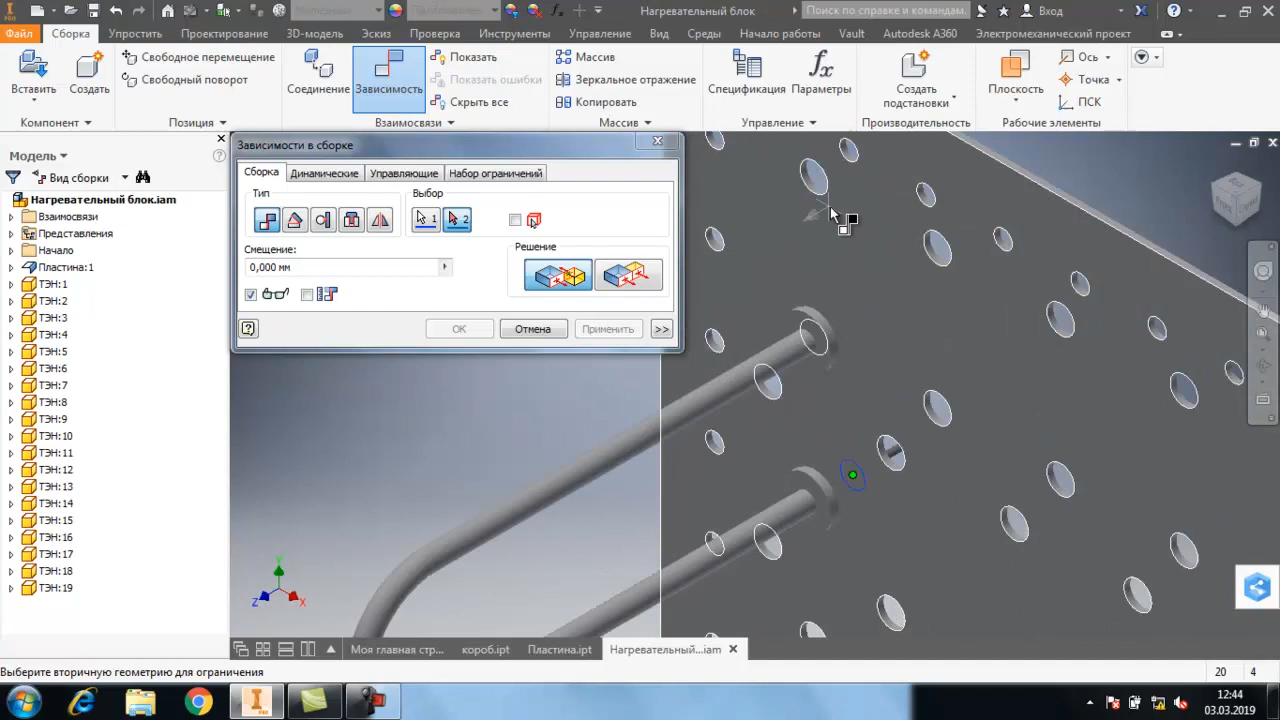 Нагревательный блок
Поиск по справке и командам.
Вход
PRO
Файл
Сборка
Упростить
Проектирование
3D-модель
Эскиз
Проверка
Инструменты
Управление
Вид
Среды
Начало работы
Vault
Autodesk A360
Электромеханический проект
Вставить
Создать
Компонент
Свободное перемещение
Свободный поворот
Позиция
Соединение
Зависимость
Показать
Показать ошибки
Скрыть все
Взаимосвязи
Массив
Зеркальное отражение
Копировать
Массив
Спецификация
Параметры
Управление
Создать
подстановки
Производительность
Плоскость
Ось
Точка
ПСК
Рабочие элементы
Модель
Вид сборки
Нагревательный блок.iam
Взаимосвязи
Представления
Начало
Пластина:1
ТЭН:1
ТЭН:2
ТЭН:3
ТЭН:4
ТЭН:5
ТЭН:6
ТЭН:7
ТЭН:8
ТЭН:9
ТЭН:10
ТЭН:11
ТЭН:12
ТЭН:13
ТЭН:14
ТЭН:15
ТЭН:16
ТЭН:17
ТЭН:18
ТЭН:19
Зависимости в сборке
Сборка
Динамические
Управляющие
Набор ограничений
Тип
Выбор
1
2
Смещение:
0,000 мм
Решение
OK
Отмена
Применить
>>
Y
Z
X
Моя главная стр...
короб.ipt
Пластина.ipt
Нагревательный...iam
Выберите вторичную геометрию для ограничения
20
4
12:44
03.03.2019